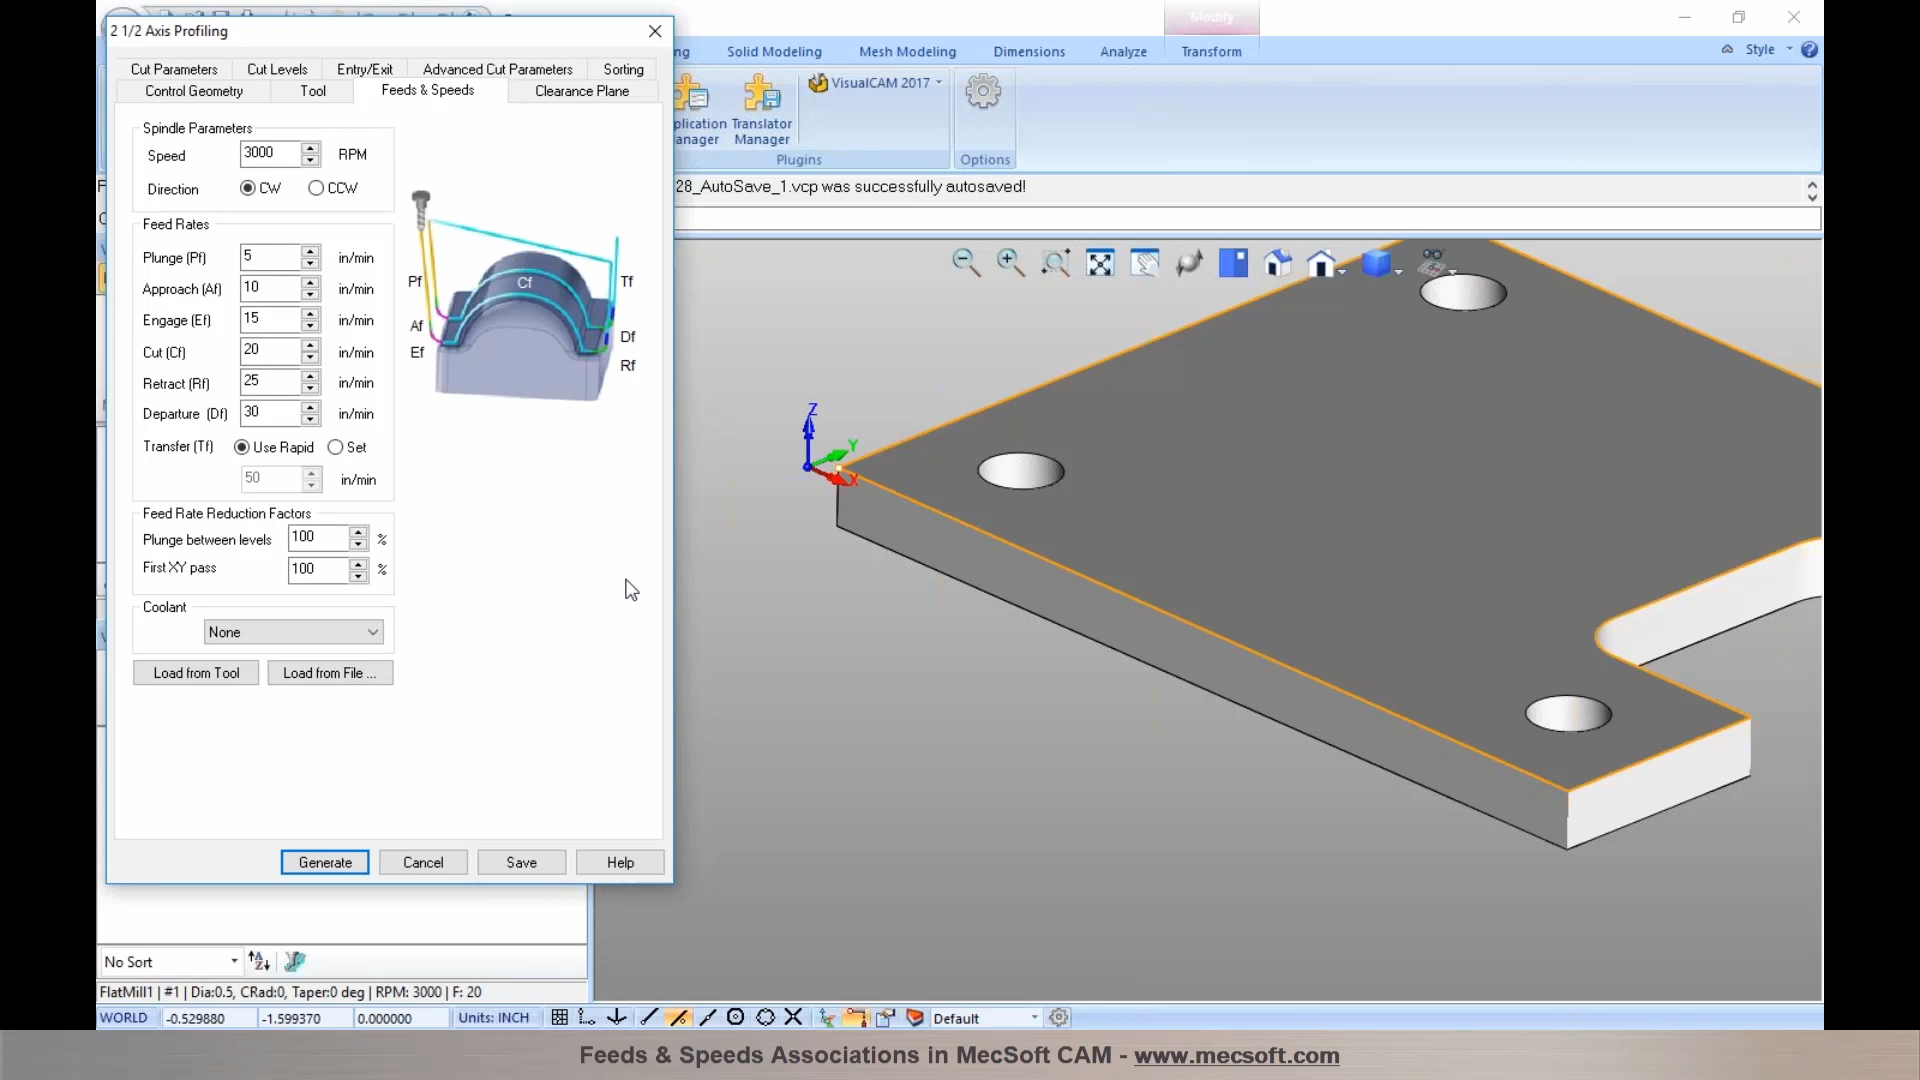 2 1/2 Axis Profiling
Modify
Cut Parameters Cut Levels Entry/Exit Advanced Cut Parameters Sorting
Control Geometry Tool Feeds & Speeds Clearance Plane
Spindle Parameters
Speed 3000 RPM
Direction CW CCW
Feed Rates
Plunge (Pf) 5 in/min
Approach (Af) 10 in/min
Engage (Ef) 15 in/min
Cut (Cf) 20 in/min
Retract (Rf) 25 in/min
Departure (Df) 30 in/min
Transfer (Tf) Use Rapid Set
50 in/min
Pf Cf Tf
Af Df
Ef Rf
Feed Rate Reduction Factors
Plunge between levels 100 %
First XY pass 100 %
Coolant
None
Load from Tool Load from File ...
Generate Cancel Save Help
ng Solid Modeling Mesh Modeling Dimensions Analyze Transform Style
plication Translator VisualCAM 2017
anager Manager
Plugins Options
28_AutoSave_1.vcp was successfully autosaved!
Z
Y
X
No Sort
FlatMill1 | #1 | Dia:0.5, CRad:0, Taper:0 deg | RPM: 3000 | F: 20
WORLD -0.529880 -1.599370 0.000000 Units: INCH Default
Feeds & Speeds Associations in MecSoft CAM - www.mecsoft.com